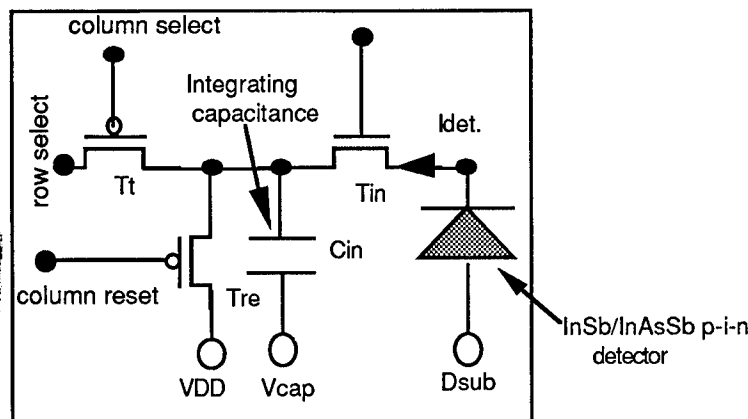 column select
Integrating
capacitance
Idet.
row select
Tt
Tin
Cin
column reset
Tre
InSb/InAsSb p-i-n
detector
VDD
Vcap
Dsub